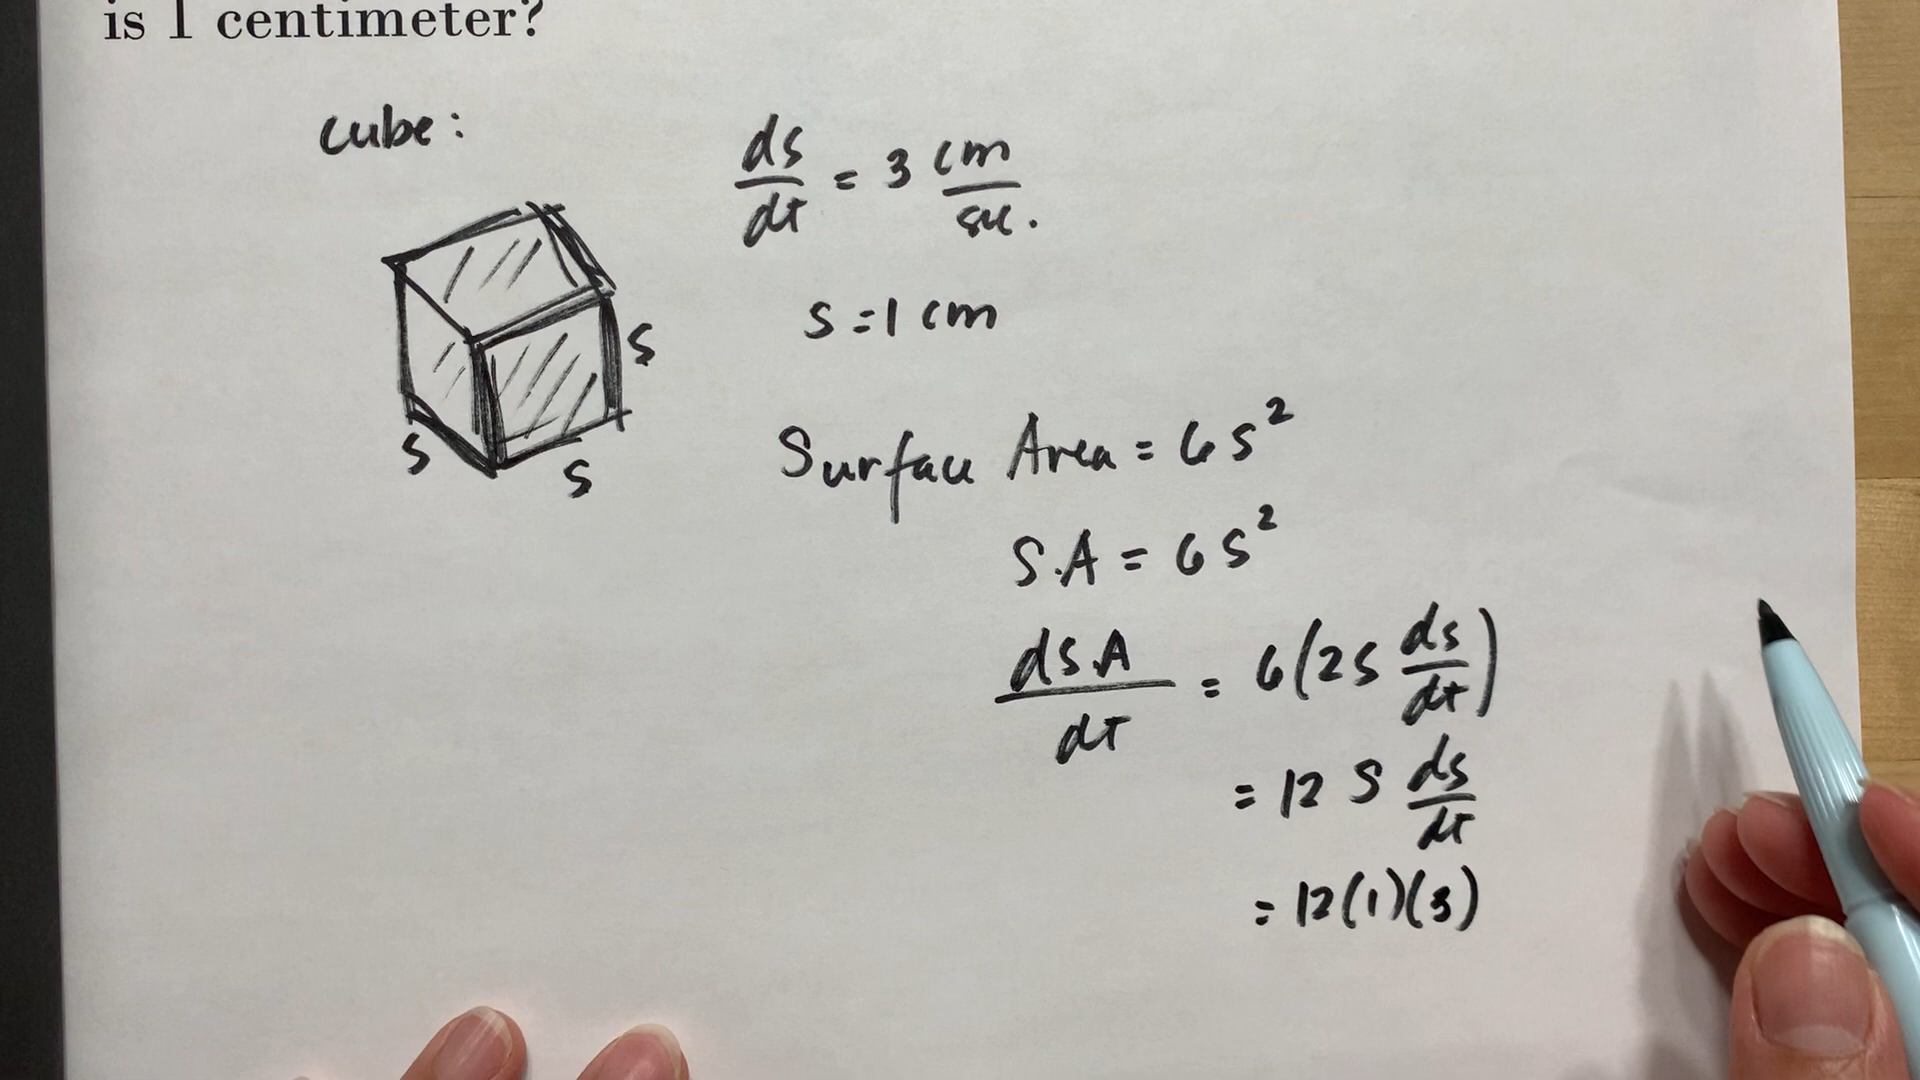 is 1 centimeter?
cube:
ds/dt = 3 cm/sec.
s = 1 cm
S
S
S
Surface Area = 6s²
S.A = 6s²
dS.A/dt = 6(2s ds/dt)
= 12 s ds/dt
= 12(1)(3)